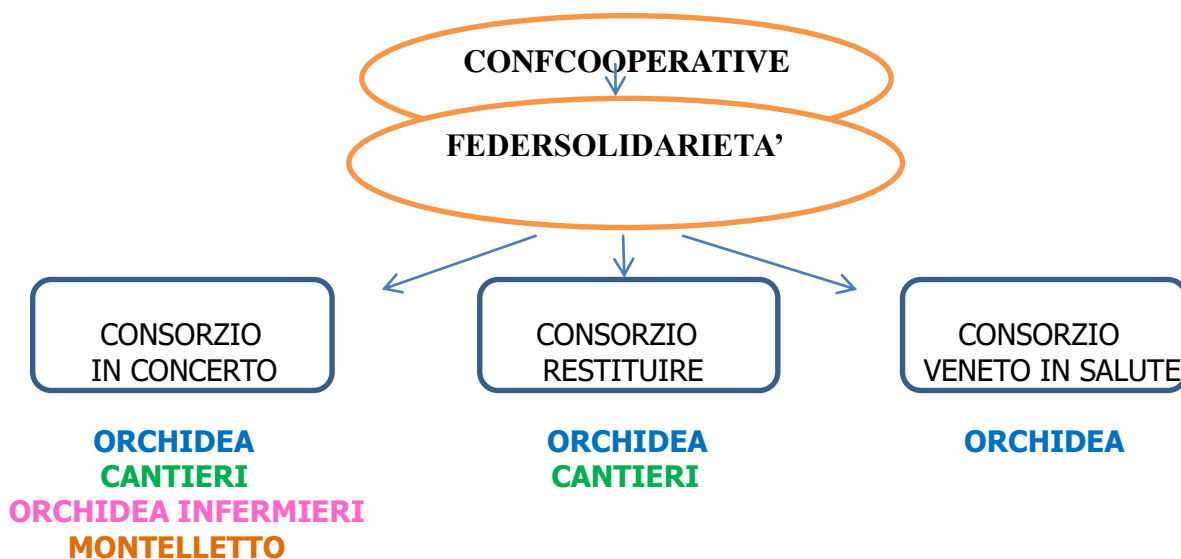 CONFCOOPERATIVE
FEDERSOLIDARIETA’
CONSORZIO
IN CONCERTO
CONSORZIO
RESTITUIRE
CONSORZIO
VENETO IN SALUTE
ORCHIDEA
CANTIERI
ORCHIDEA INFERMIERI
MONTELLETTO
ORCHIDEA
CANTIERI
ORCHIDEA